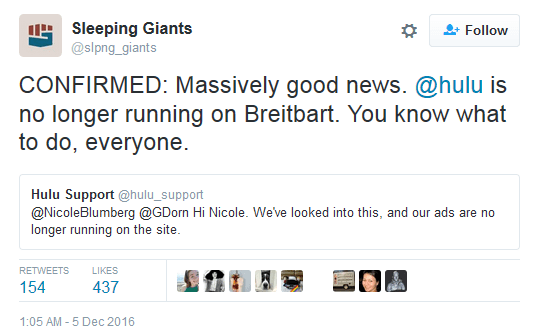 Sleeping Giants
@slpng_giants
Follow
CONFIRMED: Massively good news. @hulu is
no longer running on Breitbart. You know what
to do, everyone.
Hulu Support @hulu_support
@NicoleBlumberg @GDorn Hi Nicole. We've looked into this, and our ads are no
longer running on the site.
RETWEETS LIKES
154 437
1:05 AM - 5 Dec 2016